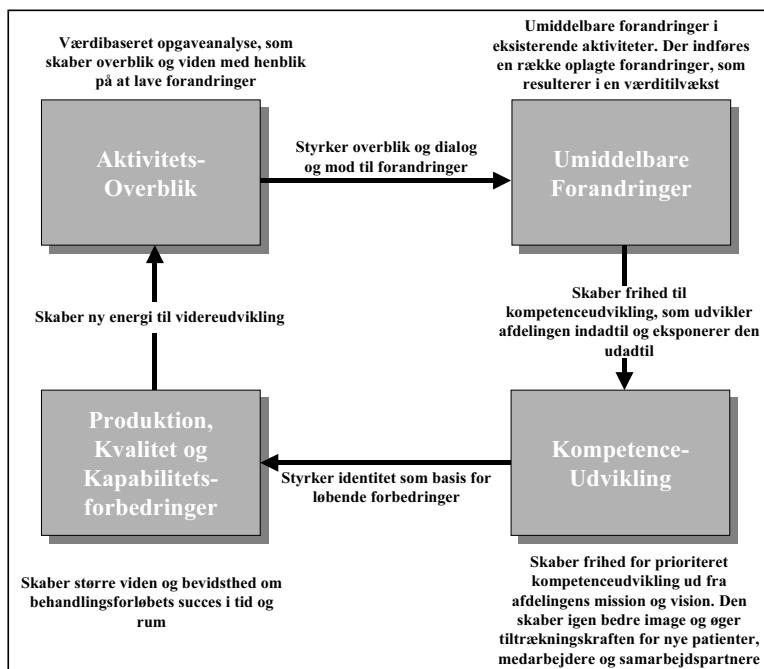 Værdibaseret opgaveanalyse, som
skaber overblik og viden med henblik
på at lave forandringer
Umiddelbare forandringer i
eksisterende aktiviteter. Der indføres
en række oplagte forandringer, som
resulterer i en værditilvækst
Aktivitets-
Overblik
Styrker overblik og dialog
og mod til forandringer
Umiddelbare
Forandringer
Skaber ny energi til videreudvikling
Skaber frihed til
kompetenceudvikling, som udvikler
afdelingen indadtil og eksponerer den
udadtil
Produktion,
Kvalitet og
Kapabilitets-
forbedringer
Styrker identitet som basis for
løbende forbedringer
Kompetence-
Udvikling
Skaber større viden og bevidsthed om
behandlingsforløbets succes i tid og
rum
Skaber frihed for prioriteret
kompetenceudvikling ud fra
afdelingens mission og vision. Den
skaber igen bedre image og øger
tiltrækningskraften for nye patienter,
medarbejdere og samarbejdspartnere